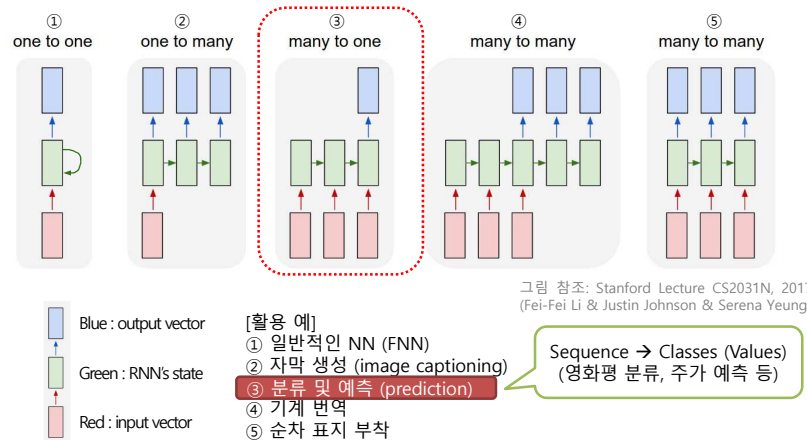 ① one to one
② one to many
③ many to one
④ many to many
⑤ many to many
그림 참조: Stanford Lecture CS2031N, 2017
(Fei-Fei Li & Justin Johnson & Serena Yeung
Blue : output vector
Green : RNN's state
Red : input vector
[활용 예]
① 일반적인 NN (FNN)
② 자막 생성 (image captioning)
③ 분류 및 예측 (prediction)
④ 기계 번역
⑤ 순차 표지 부착
Sequence → Classes (Values)
(영화평 분류, 주가 예측 등)